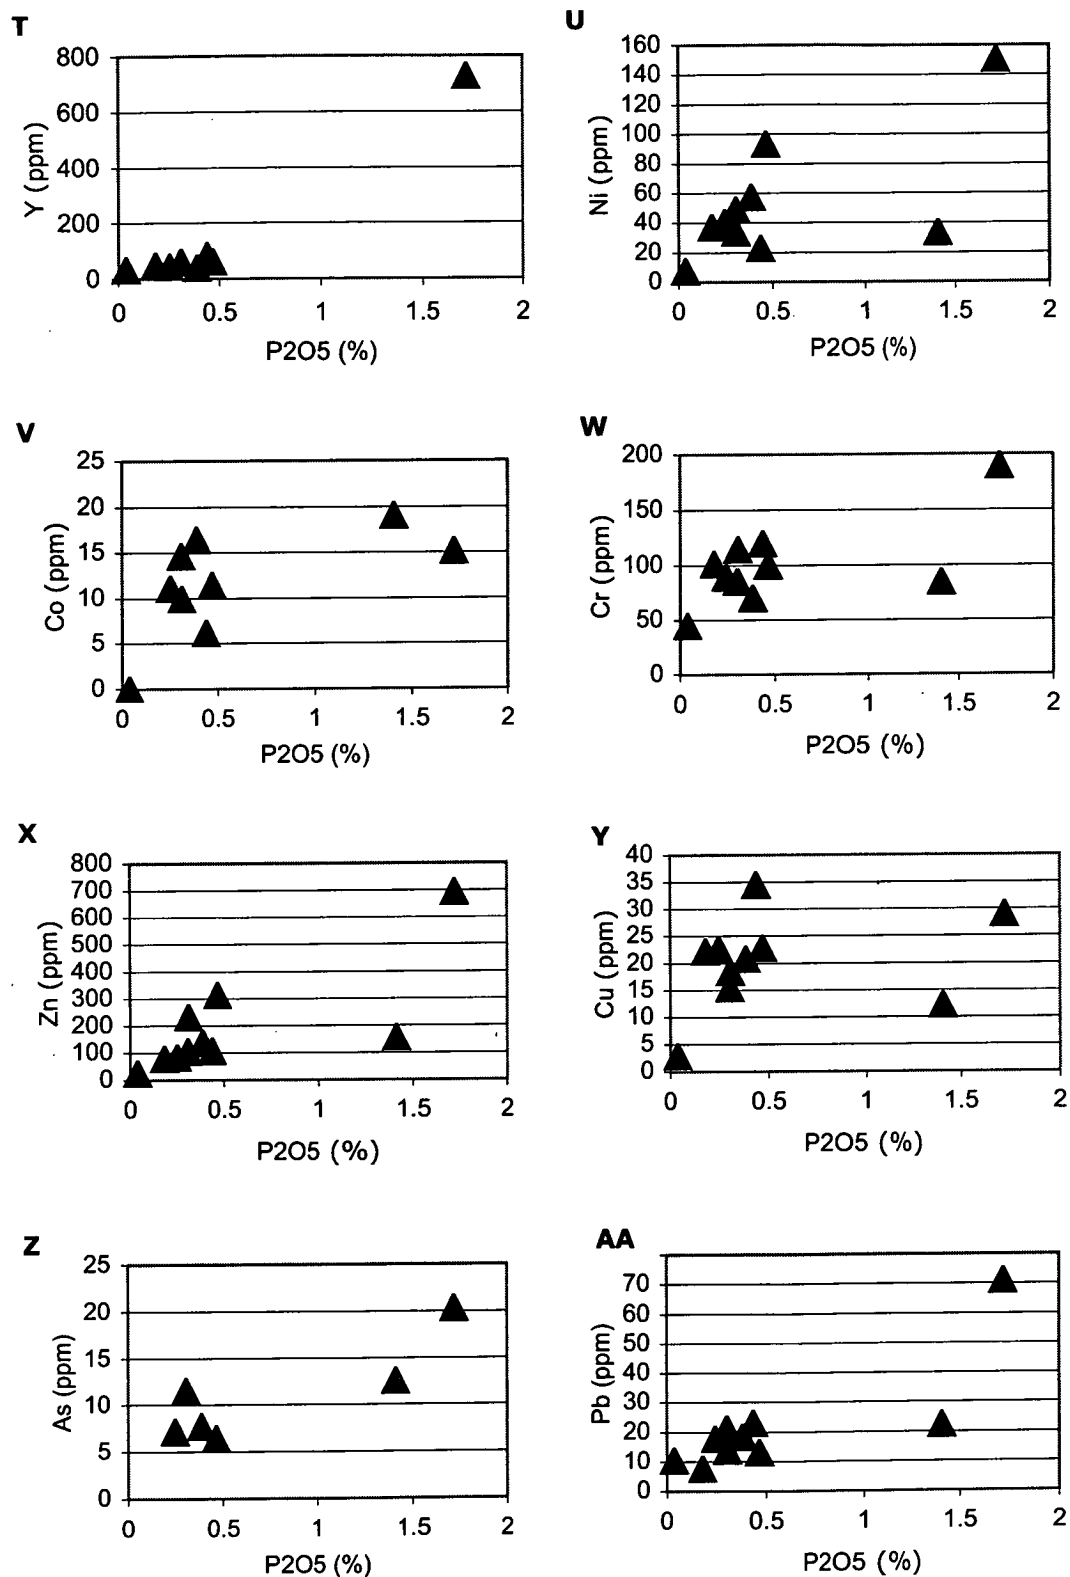 T
800
600
400
200
0
Y (ppm)
0 0.5 1 1.5 2
P2O5 (%)
U
160
140
120
100
80
60
40
20
0
Ni (ppm)
0 0.5 1 1.5 2
P2O5 (%)
V
25
20
15
10
5
0
Co (ppm)
0 0.5 1 1.5 2
P2O5 (%)
W
200
150
100
50
0
Cr (ppm)
0 0.5 1 1.5 2
P2O5 (%)
X
800
700
600
500
400
300
200
100
0
Zn (ppm)
0 0.5 1 1.5 2
P2O5 (%)
Y
40
35
30
25
20
15
10
5
0
Cu (ppm)
0 0.5 1 1.5 2
P2O5 (%)
Z
25
20
15
10
5
0
As (ppm)
0 0.5 1 1.5 2
P2O5 (%)
AA
70
60
50
40
30
20
10
0
Pb (ppm)
0 0.5 1 1.5 2
P2O5 (%)